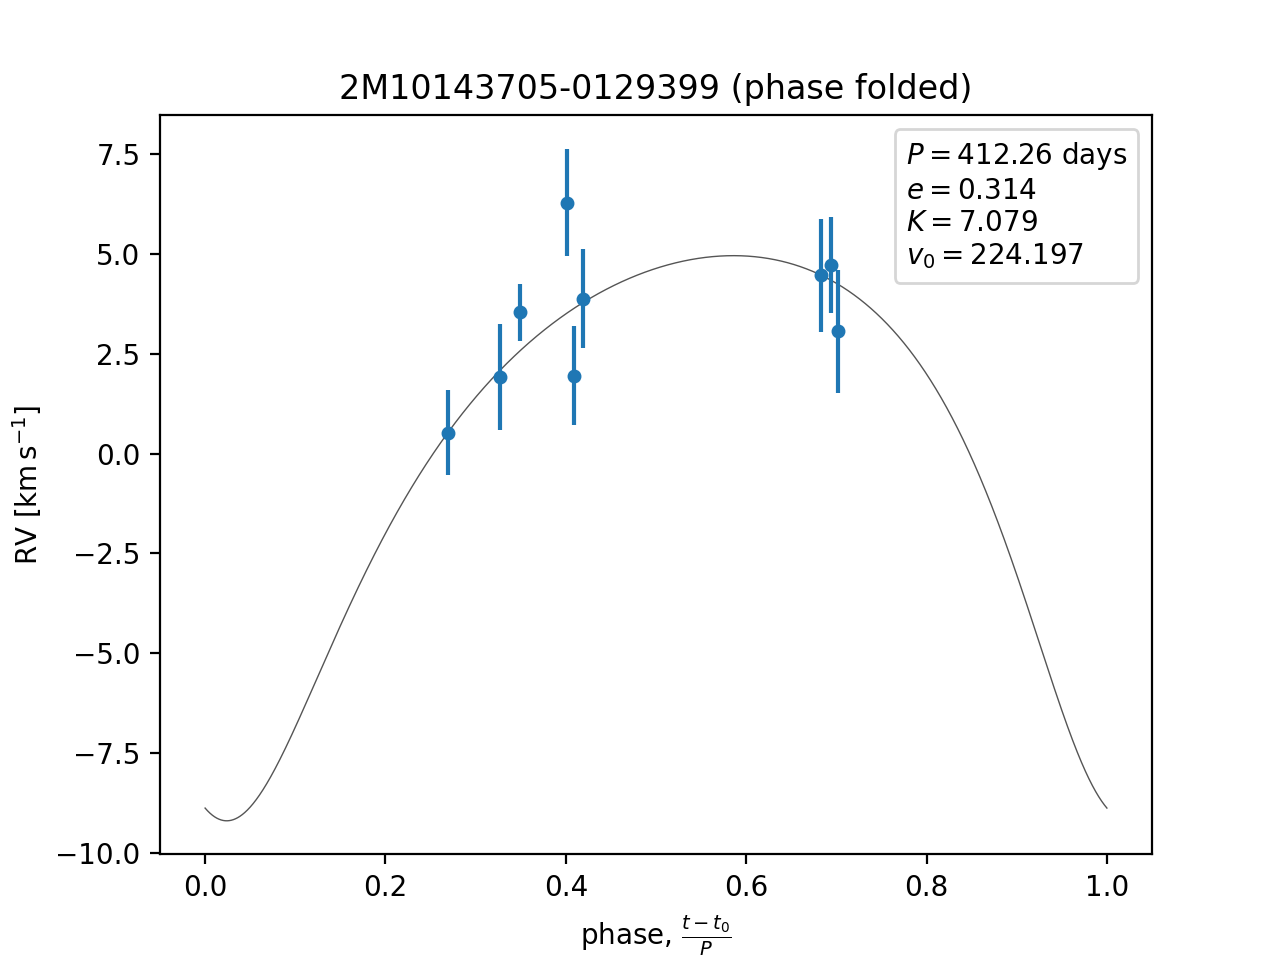 2M10143705-0129399 (phase folded)
P = 412.26 days
e = 0.314
K = 7.079
v₀ = 224.197
RV [km s⁻¹]
7.5
5.0
2.5
0.0
−2.5
−5.0
−7.5
−10.0
0.0 0.2 0.4 0.6 0.8 1.0
phase, (t − t₀)/P